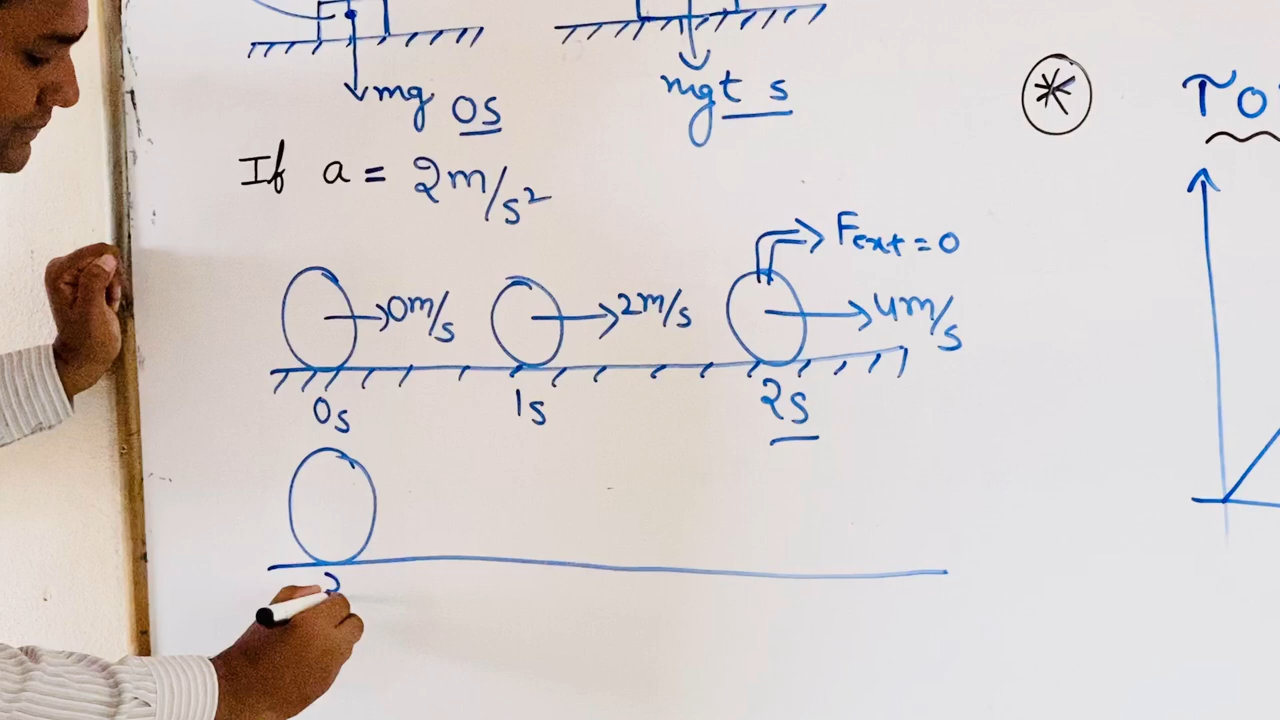 mg 0s
mgt s
If a = 2m/s²
Fext = 0
0m/s 2m/s 4m/s
0s 1s 2s